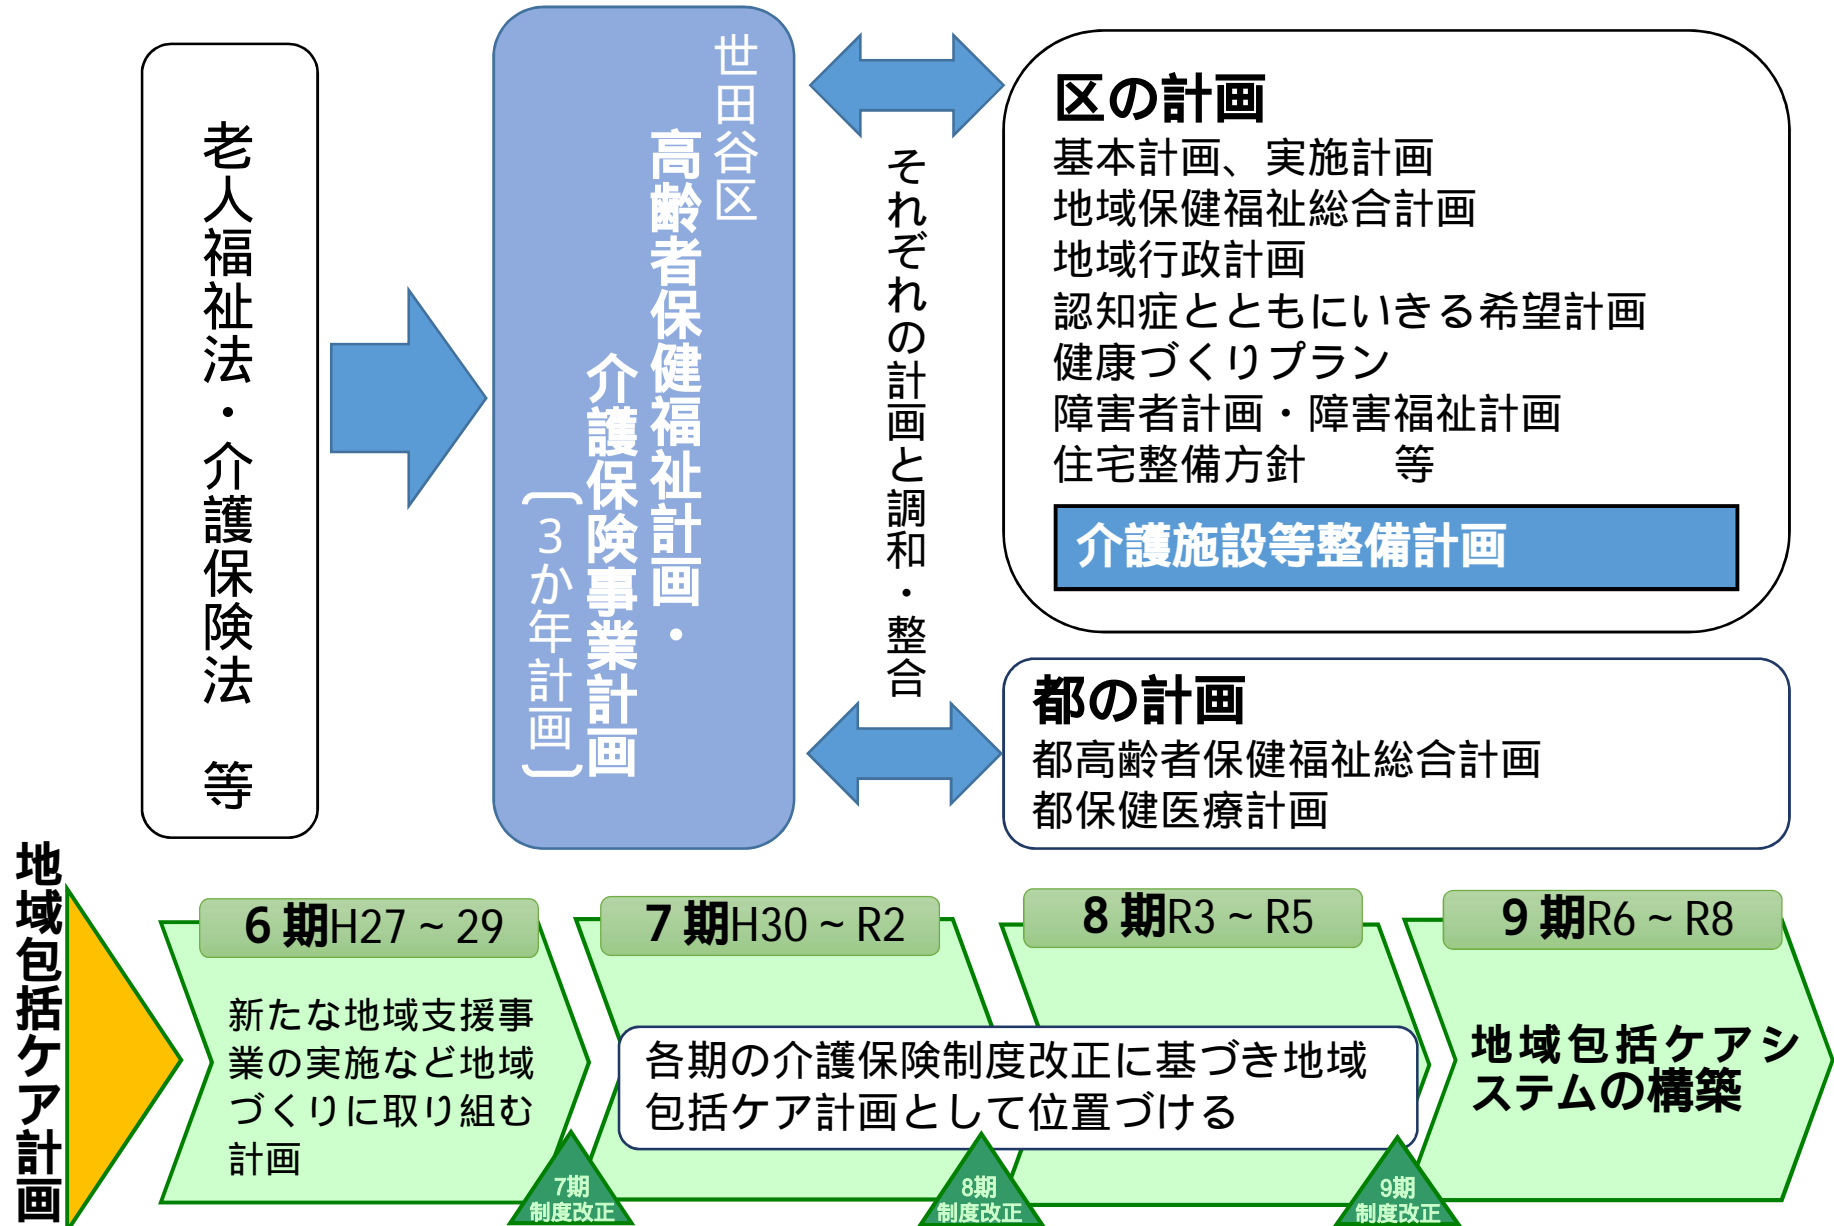 老人福祉法・介護保険法　等
世田谷区
高齢者保健福祉計画・
介護保険事業計画
〔3か年計画〕
それぞれの計画と調和・整合
区の計画
基本計画、実施計画
地域保健福祉総合計画
地域行政計画
認知症とともにいきる希望計画
健康づくりプラン
障害者計画・障害福祉計画
住宅整備方針　　等
介護施設等整備計画
都の計画
都高齢者保健福祉総合計画
都保健医療計画
地域包括ケア計画
6期H27～29
新たな地域支援事
業の実施など地域
づくりに取り組む
計画
7期H30～R2
8期R3～R5
各期の介護保険制度改正に基づき地域
包括ケア計画として位置づける
9期R6～R8
地域包括ケアシ
ステムの構築
7期
制度改正
8期
制度改正
9期
制度改正